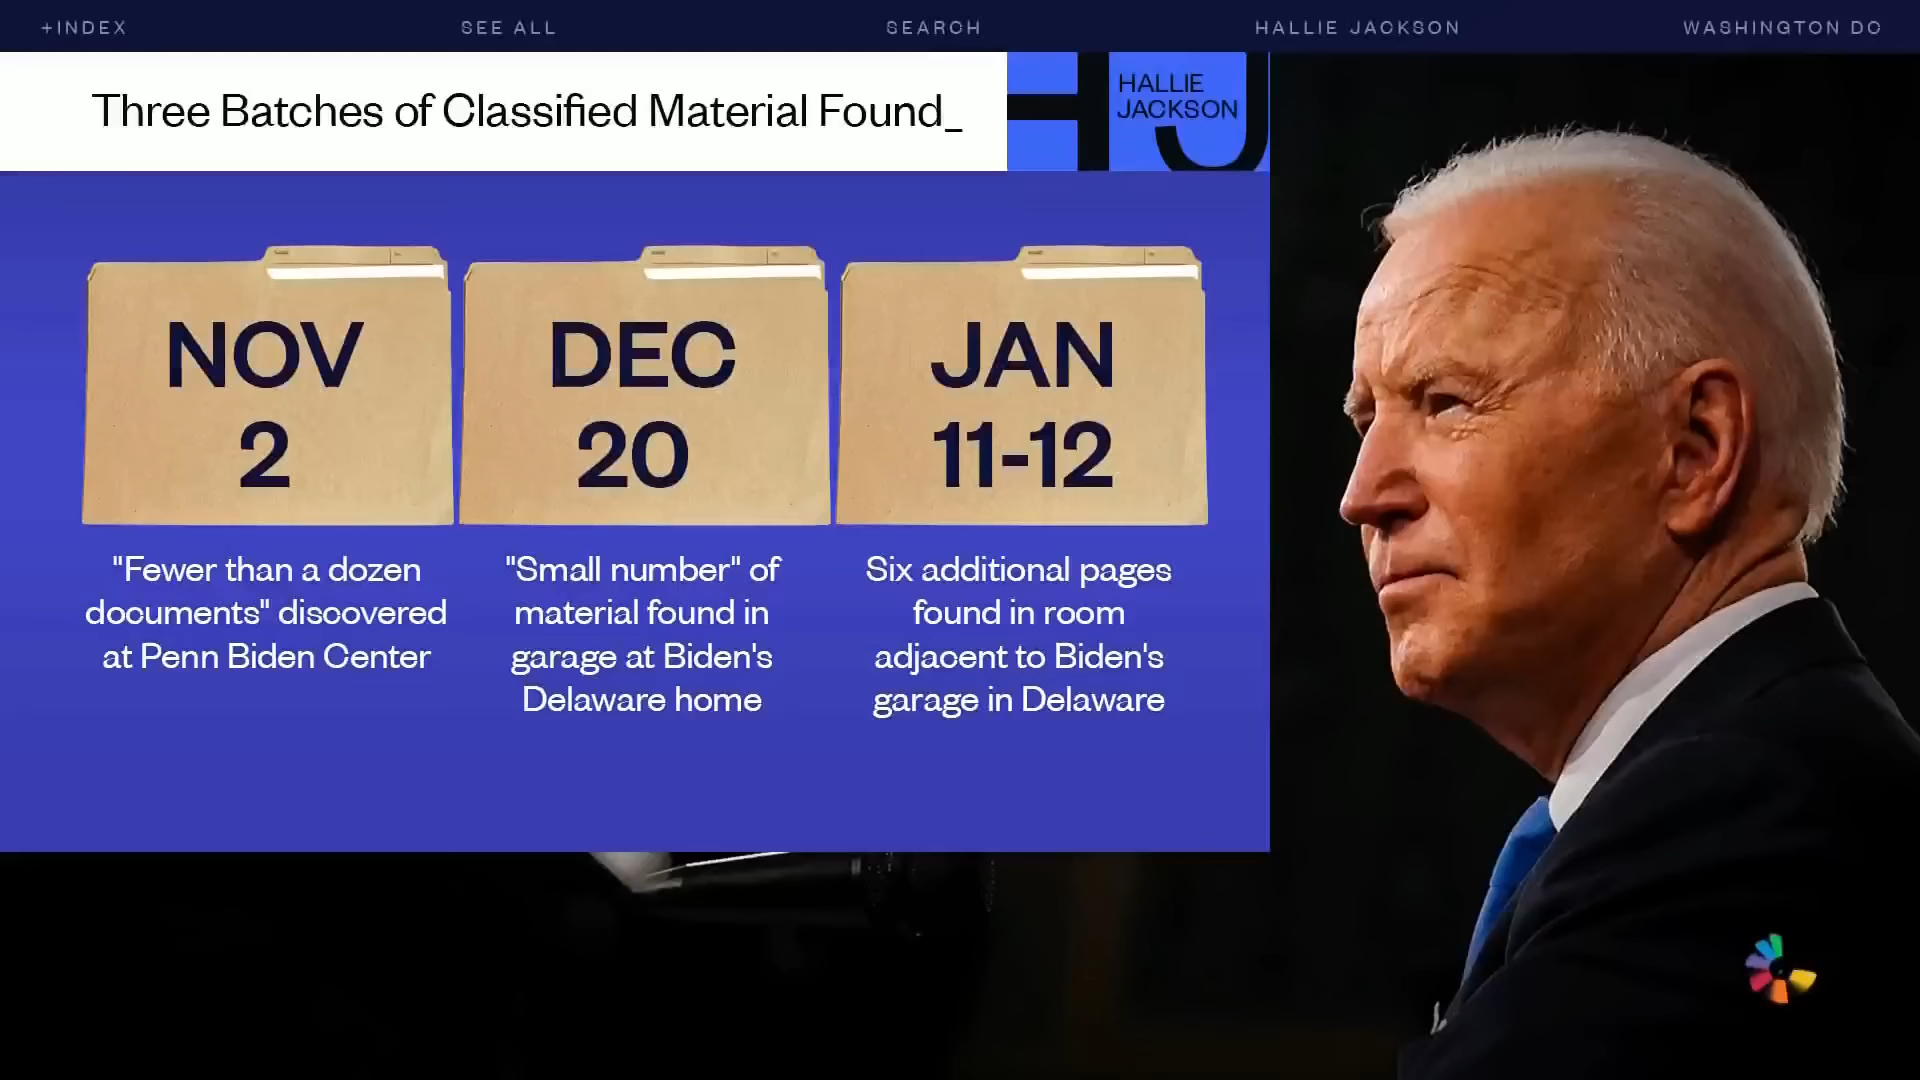 +INDEX
SEE ALL
SEARCH
HALLIE JACKSON
WASHINGTON DC
Three Batches of Classified Material Found_
HJ
HALLIE
JACKSON
NOV
2
"Fewer than a dozen
documents" discovered
at Penn Biden Center
DEC
20
"Small number" of
material found in
garage at Biden's
Delaware home
JAN
11-12
Six additional pages
found in room
adjacent to Biden's
garage in Delaware